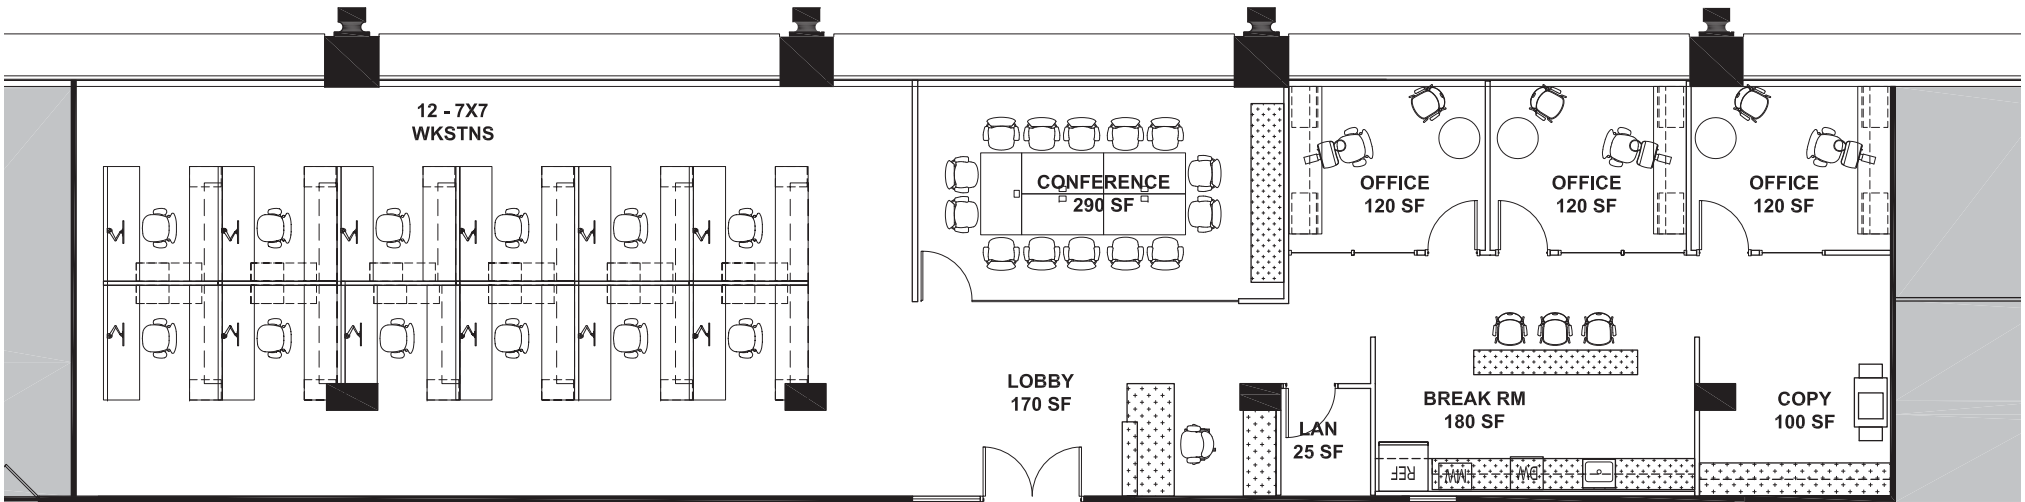 12 - 7X7
WKSTNS
CONFERENCE
290 SF
OFFICE
120 SF
OFFICE
120 SF
OFFICE
120 SF
LOBBY
170 SF
LAN
25 SF
BREAK RM
180 SF
COPY
100 SF
REF
MW
DW